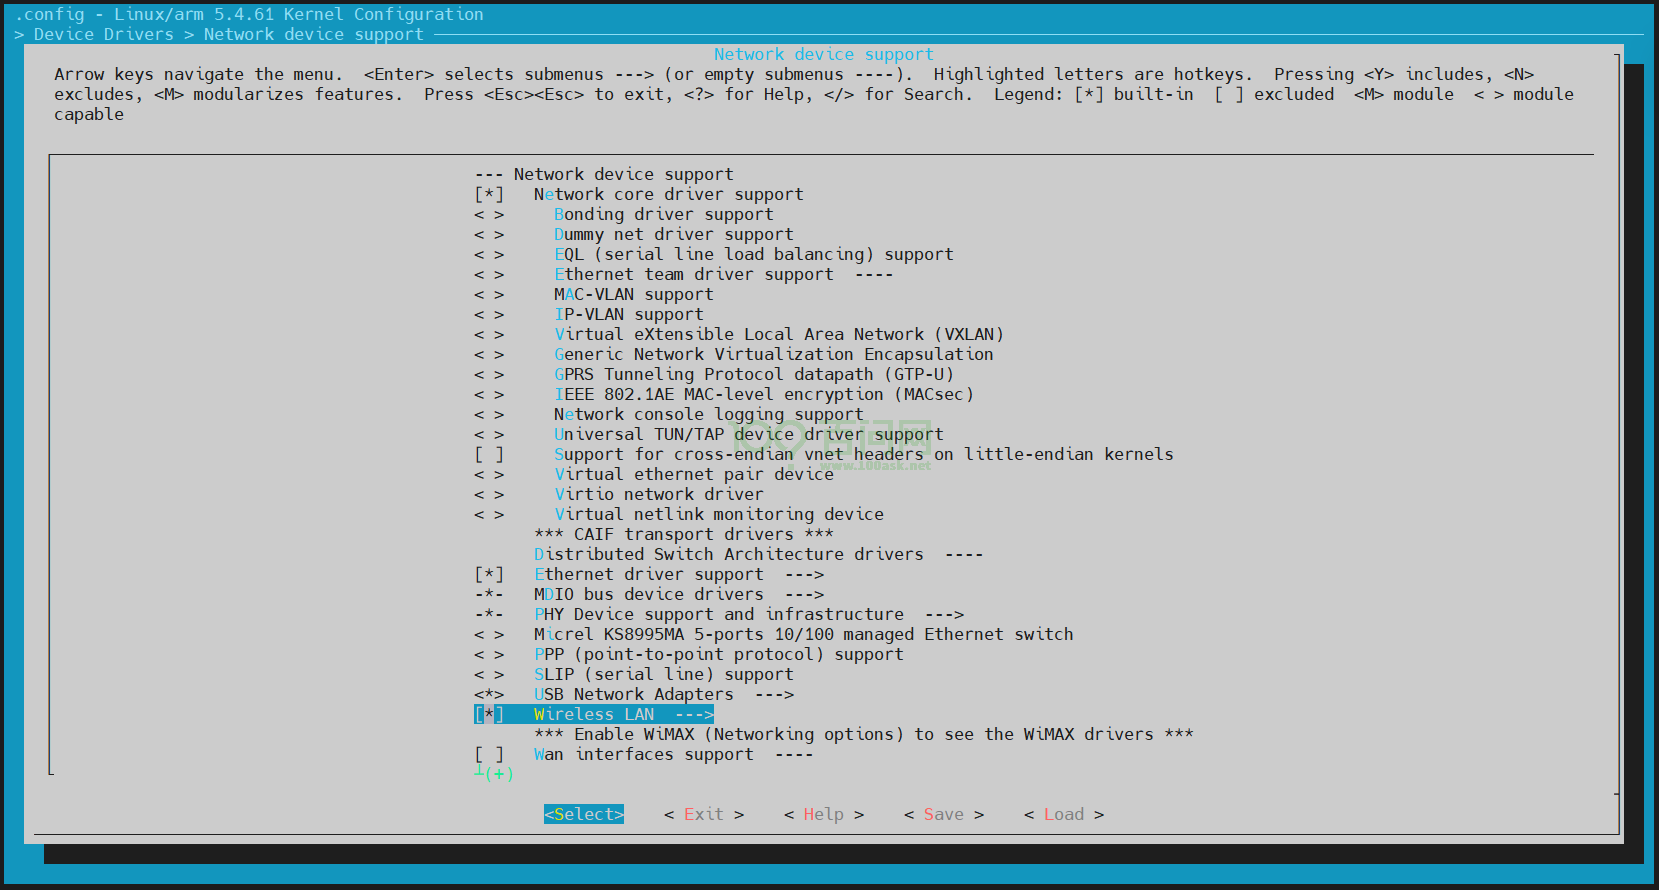 .config - Linux/arm 5.4.61 Kernel Configuration
> Device Drivers > Network device support
Network device support
Arrow keys navigate the menu.  <Enter> selects submenus ---> (or empty submenus ----).  Highlighted letters are hotkeys.  Pressing <Y> includes, <N>
excludes, <M> modularizes features.  Press <Esc><Esc> to exit, <?> for Help, </> for Search.  Legend: [*] built-in  [ ] excluded  <M> module  < > module
capable
--- Network device support
[*]   Network core driver support
< >     Bonding driver support
< >     Dummy net driver support
< >     EQL (serial line load balancing) support
< >     Ethernet team driver support  ----
< >     MAC-VLAN support
< >     IP-VLAN support
< >     Virtual eXtensible Local Area Network (VXLAN)
< >     Generic Network Virtualization Encapsulation
< >     GPRS Tunneling Protocol datapath (GTP-U)
< >     IEEE 802.1AE MAC-level encryption (MACsec)
< >     Network console logging support
< >     Universal TUN/TAP device driver support
[ ]     Support for cross-endian vnet headers on little-endian kernels
< >     Virtual ethernet pair device
< >     Virtio network driver
< >     Virtual netlink monitoring device
*** CAIF transport drivers ***
Distributed Switch Architecture drivers  ----
[*]   Ethernet driver support  --->
-*-   MDIO bus device drivers  --->
-*-   PHY Device support and infrastructure  --->
< >   Micrel KS8995MA 5-ports 10/100 managed Ethernet switch
< >   PPP (point-to-point protocol) support
< >   SLIP (serial line) support
<*>   USB Network Adapters  --->
[*]   Wireless LAN  --->
*** Enable WiMAX (Networking options) to see the WiMAX drivers ***
[ ]   Wan interfaces support  ----
┴(+)
<Select>    < Exit >    < Help >    < Save >    < Load >
百问网
www.100ask.net